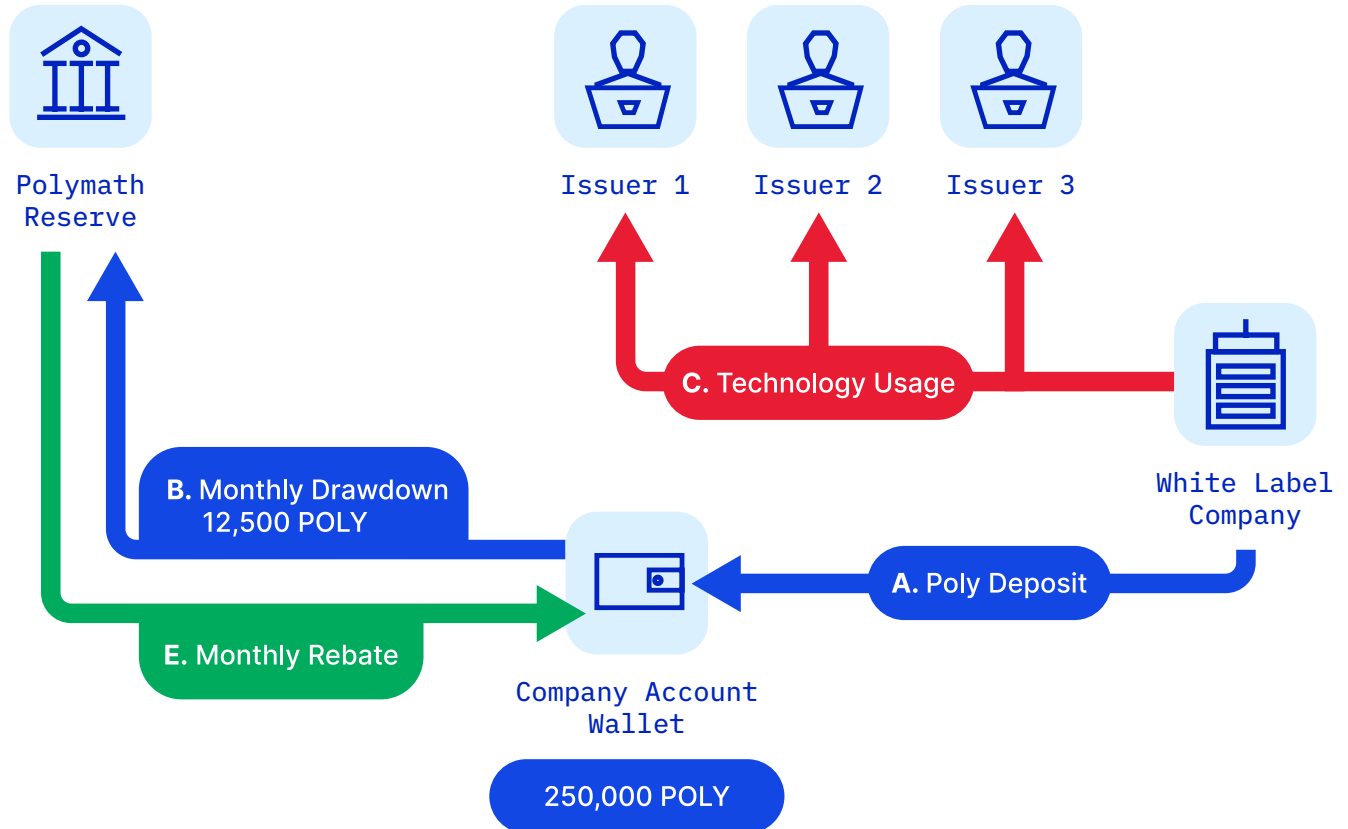 Polymath
Reserve
Issuer 1
Issuer 2
Issuer 3
C. Technology Usage
White Label
Company
B. Monthly Drawdown
12,500 POLY
A. Poly Deposit
E. Monthly Rebate
Company Account
Wallet
250,000 POLY